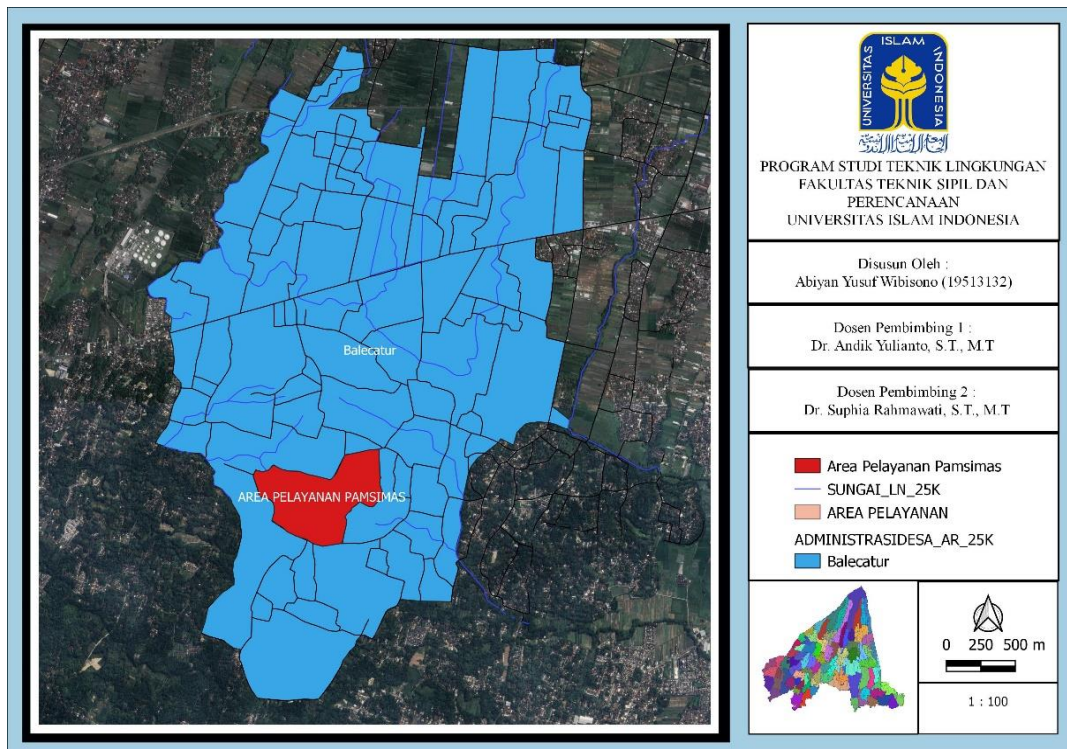 UNIVERSITAS ISLAM INDONESIA
PROGRAM STUDI TEKNIK LINGKUNGAN
FAKULTAS TEKNIK SIPIL DAN
PERENCANAAN
UNIVERSITAS ISLAM INDONESIA
Disusun Oleh :
Abiyan Yusuf Wibisono (19513132)
Dosen Pembimbing 1 :
Dr. Andik Yulianto, S.T., M.T
Dosen Pembimbing 2 :
Dr. Suphia Rahmawati, S.T., M.T
Balecatur
AREA PELAYANAN PAMSIMAS
Area Pelayanan Pamsimas
SUNGAI_LN_25K
AREA PELAYANAN
ADMINISTRASIDESA_AR_25K
Balecatur
0 250 500 m
1 : 100